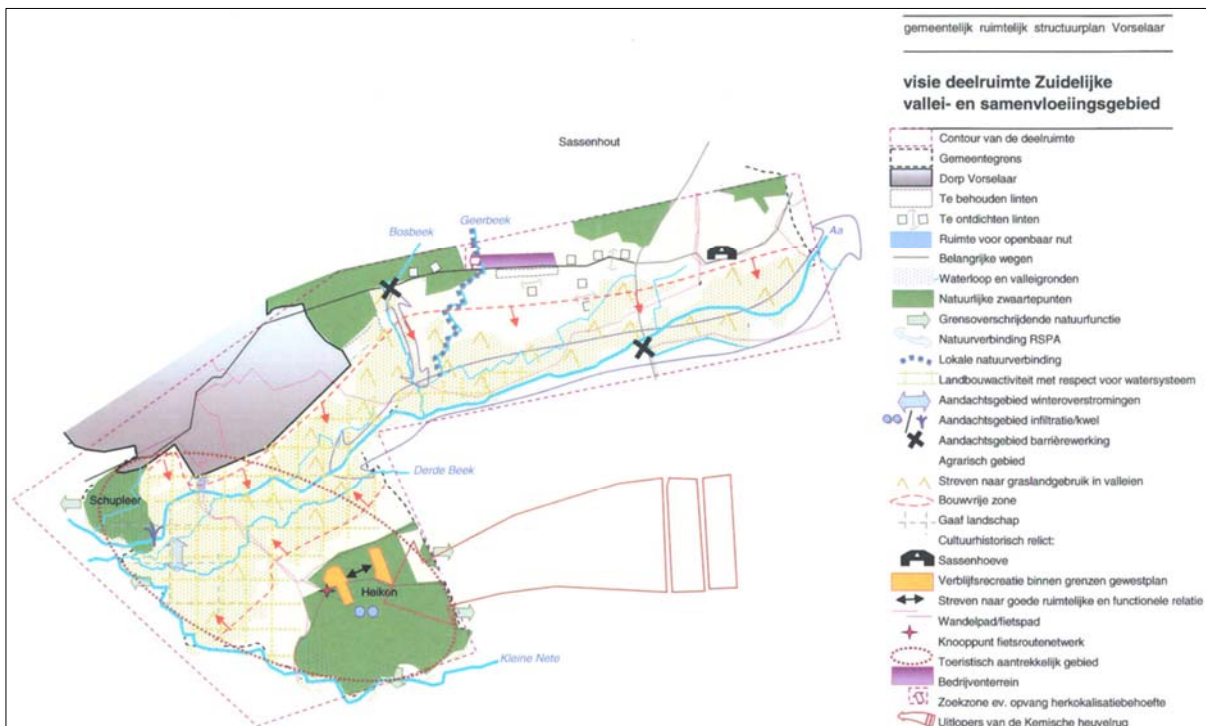 gemeentelijk ruimtelijk structuurplan Vorselaar
visie deelruimte Zuidelijke
vallei- en samenvloeiingsgebied
Contour van de deelruimte
Gemeentegrens
Dorp Vorselaar
Te behouden linten
Te ontdichten linten
Ruimte voor openbaar nut
Belangrijke wegen
Waterloop en valleigronden
Natuurlijke zwaartepunten
Grensoverschrijdende natuurfunctie
Natuurverbinding RSPA
Lokale natuurverbinding
Landbouwactiviteit met respect voor watersysteem
Aandachtsgebied winteroverstromingen
Aandachtsgebied infiltratie/kwel
Aandachtsgebied barrièrewerking
Agrarisch gebied
Streven naar graslandgebruik in valleien
Bouwvrije zone
Gaaf landschap
Cultuurhistorisch relict:
Sassenhoeve
Verblijfsrecreatie binnen grenzen gewestplan
Streven naar goede ruimtelijke en functionele relatie
Wandelpad/fietspad
Knooppunt fietsroutenetwerk
Toeristisch aantrekkelijk gebied
Bedrijventerrein
Zoekzone ev. opvang herkokalisatiebehoefte
Uitlopers van de Kemische heuvelrug
Sassenhout
Geerbeek
Bosbeek
Aa
Derde Beek
Schupleer
Heiken
Kleine Nete